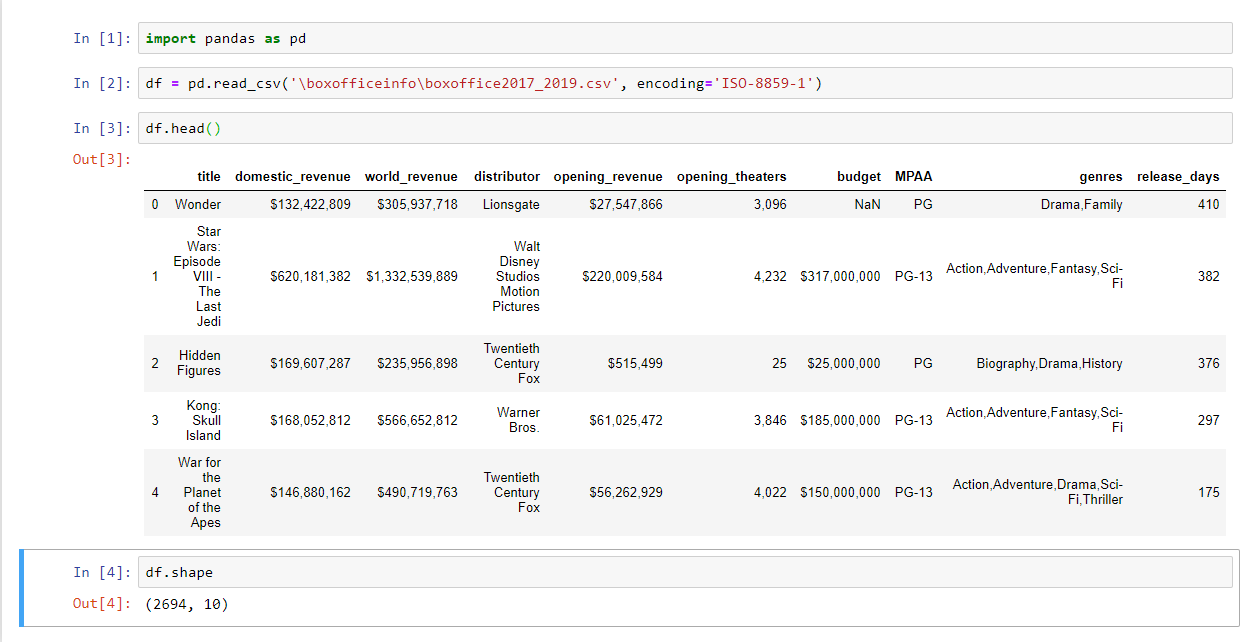 In [1]: import pandas as pd
In [2]: df = pd.read_csv('\boxofficeinfo\boxoffice2017_2019.csv', encoding='ISO-8859-1')
In [3]: df.head()
Out[3]:
title domestic_revenue world_revenue distributor opening_revenue opening_theaters budget MPAA genres release_days
0 Wonder $132,422,809 $305,937,718 Lionsgate $27,547,866 3,096 NaN PG Drama,Family 410
Star
Wars:
Episode
VIII -
The
Last
Jedi
1 $620,181,382 $1,332,539,889
Walt
Disney
Studios
Motion
Pictures
$220,009,584 4,232 $317,000,000 PG-13
Action,Adventure,Fantasy,Sci-
Fi
382
2
Hidden
Figures
$169,607,287 $235,956,898
Twentieth
Century
Fox
$515,499 25 $25,000,000 PG Biography,Drama,History 376
3
Kong:
Skull
Island
$168,052,812 $566,652,812
Warner
Bros.
$61,025,472 3,846 $185,000,000 PG-13
Action,Adventure,Fantasy,Sci-
Fi
297
4
War for
the
Planet
of the
Apes
$146,880,162 $490,719,763
Twentieth
Century
Fox
$56,262,929 4,022 $150,000,000 PG-13
Action,Adventure,Drama,Sci-
Fi,Thriller
175
In [4]: df.shape
Out[4]: (2694, 10)